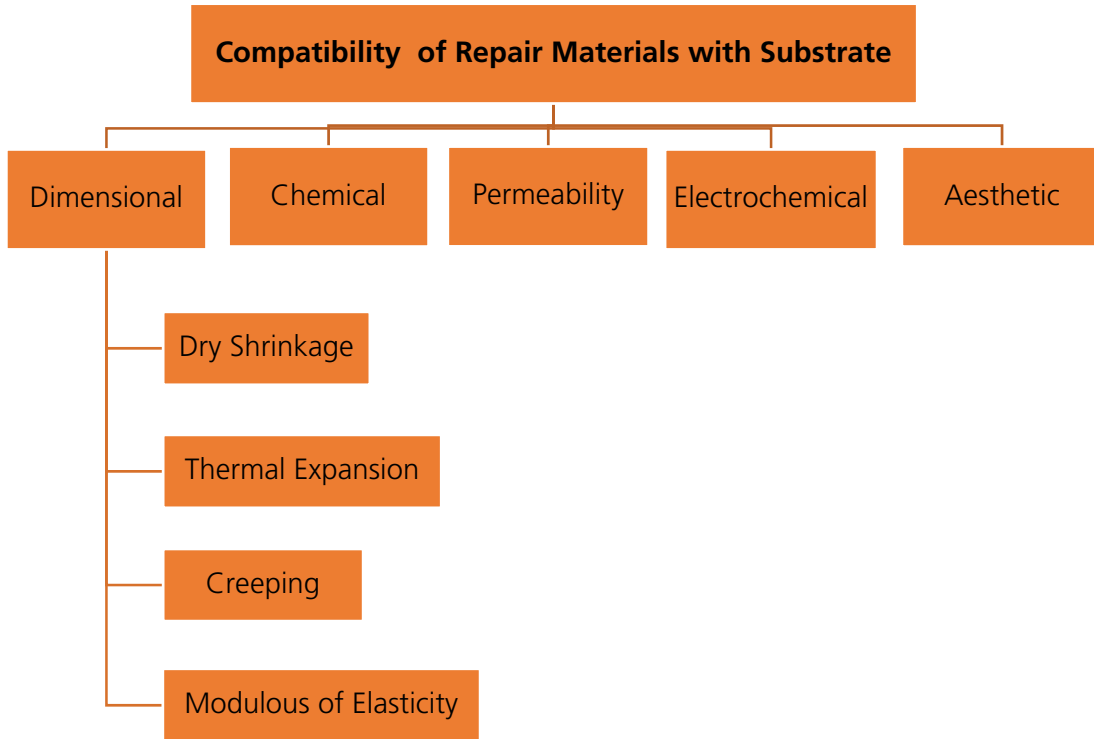 Compatibility of Repair Materials with Substrate
Dimensional
Chemical
Permeability
Electrochemical
Aesthetic
Dry Shrinkage
Thermal Expansion
Creeping
Modulous of Elasticity